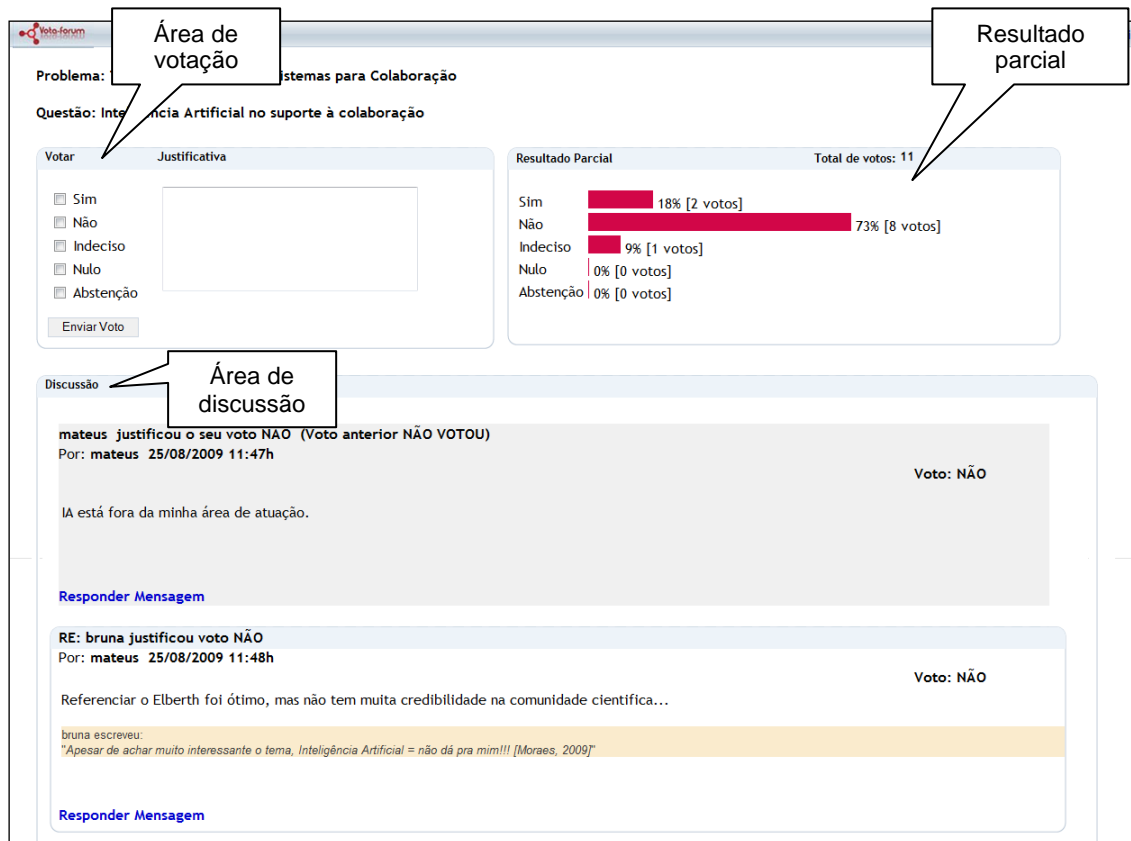 Voto-forum
Área de
votação
Resultado
parcial
Problema: istemas para Colaboração
Questão: Inte ncia Artificial no suporte à colaboração
Votar Justificativa
Sim
Não
Indeciso
Nulo
Abstenção
Enviar Voto
Resultado Parcial Total de votos: 11
Sim 18% [2 votos]
Não 73% [8 votos]
Indeciso 9% [1 votos]
Nulo 0% [0 votos]
Abstenção 0% [0 votos]
Discussão
Área de
discussão
mateus justificou o seu voto NÃO (Voto anterior NÃO VOTOU)
Por: mateus 25/08/2009 11:47h
Voto: NÃO
IA está fora da minha área de atuação.
Responder Mensagem
RE: bruna justificou voto NÃO
Por: mateus 25/08/2009 11:48h
Voto: NÃO
Referenciar o Elberth foi ótimo, mas não tem muita credibilidade na comunidade cientifica...
bruna escreveu:
"Apesar de achar muito interessante o tema, Inteligência Artificial = não dá pra mim!!! [Moraes, 2009]"
Responder Mensagem